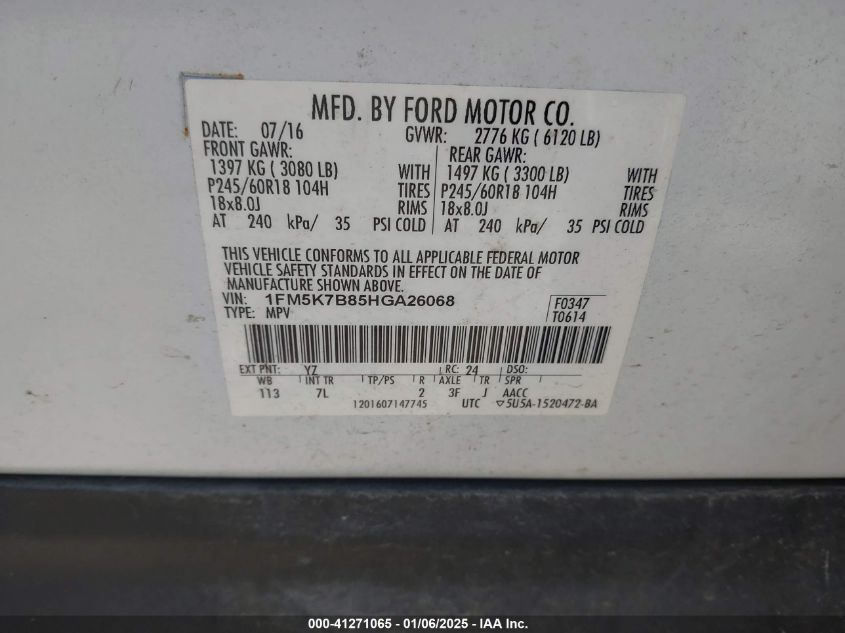 MFD. BY FORD MOTOR CO.
DATE: 07/16 GVWR: 2776 KG ( 6120 LB)
FRONT GAWR: REAR GAWR:
1397 KG ( 3080 LB) WITH 1497 KG ( 3300 LB) WITH
P245/60R18 104H TIRES P245/60R18 104H TIRES
18x8.0J RIMS 18x8.0J RIMS
AT 240 kPa/ 35 PSI COLD AT 240 kPa/ 35 PSI COLD
THIS VEHICLE CONFORMS TO ALL APPLICABLE FEDERAL MOTOR
VEHICLE SAFETY STANDARDS IN EFFECT ON THE DATE OF
MANUFACTURE SHOWN ABOVE.
VIN: 1FM5K7B85HGA26068 F0347
TYPE: MPV T0614
EXT PNT: YZ RC: 24 DSO:
WB INT TR TP/PS R AXLE TR SPR
113 7L 2 3F J AACC
1201607147745 UTC ▽5U5A-1520472-BA
000-41271065 - 01/06/2025 - IAA Inc.